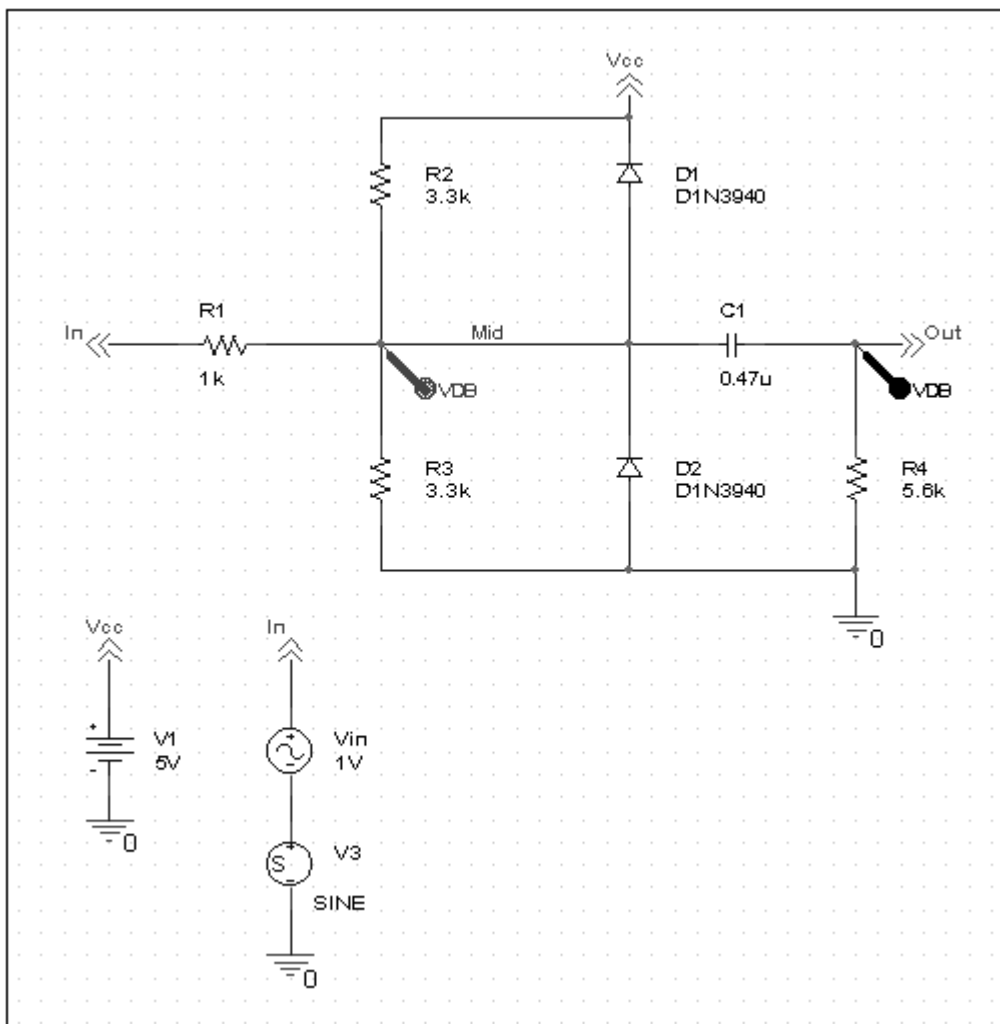 Vcc
R2
3.3k
D1
D1N3940
In
R1
1k
Mid
C1
0.47u
Out
VDB
VDB
R3
3.3k
D2
D1N3940
R4
5.6k
0
Vcc
In
V1
5V
+
-
0
Vin
1V
+
-
V3
S
+
-
SINE
0